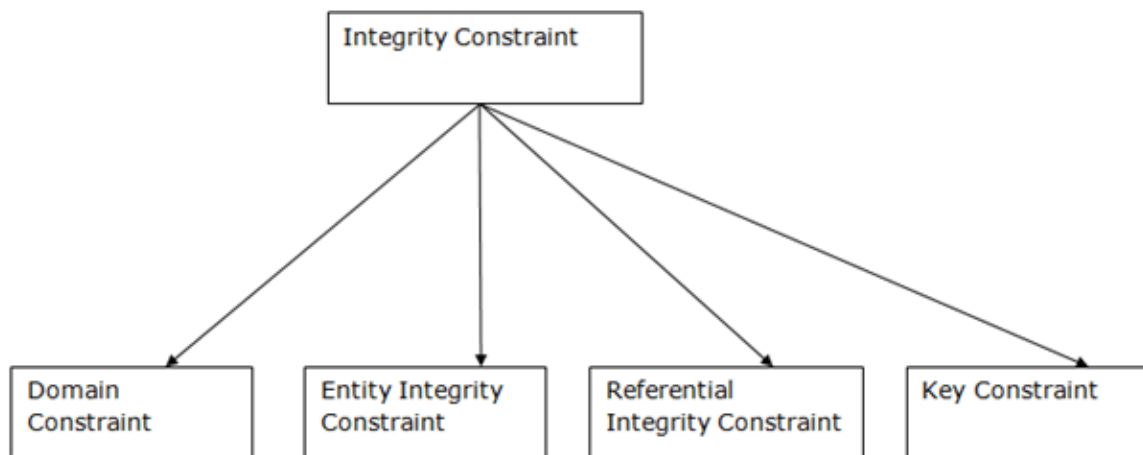 Integrity Constraint
Domain
Constraint
Entity Integrity
Constraint
Referential
Integrity Constraint
Key Constraint